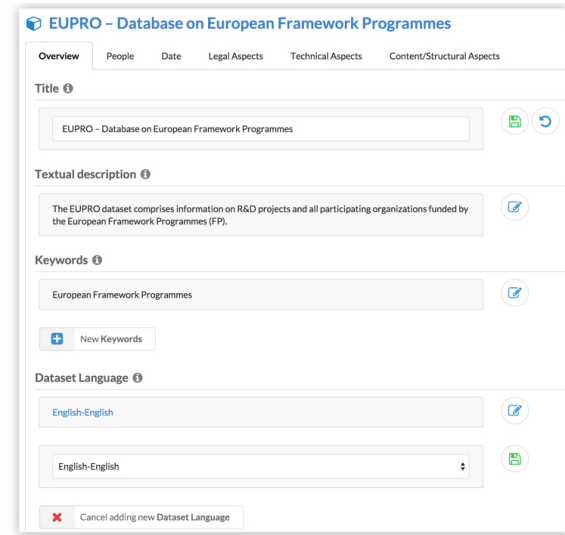 EUPRO – Database on European Framework Programmes
Overview People Date Legal Aspects Technical Aspects Content/Structural Aspects
Title
EUPRO – Database on European Framework Programmes
Textual description
The EUPRO dataset comprises information on R&D projects and all participating organizations funded by
the European Framework Programmes (FP).
Keywords
European Framework Programmes
New Keywords
Dataset Language
English-English
English-English
Cancel adding new Dataset Language